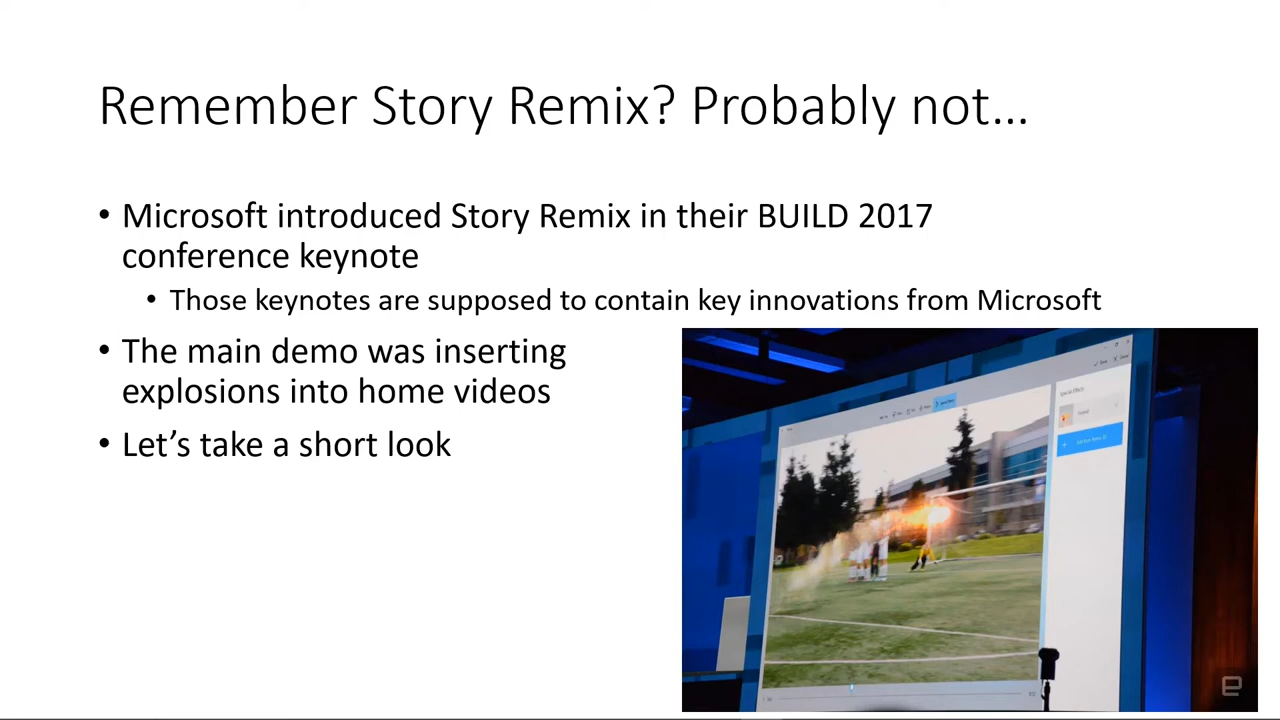 Remember Story Remix? Probably not...
• Microsoft introduced Story Remix in their BUILD 2017
conference keynote
• Those keynotes are supposed to contain key innovations from Microsoft
• The main demo was inserting
explosions into home videos
• Let's take a short look